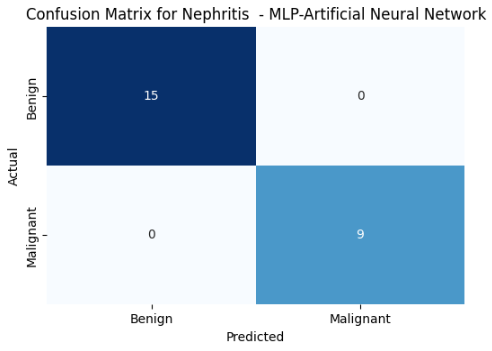 Confusion Matrix for Nephritis  - MLP-Artificial Neural Network
Benign
15
0
Actual
Malignant
0
9
Benign
Malignant
Predicted